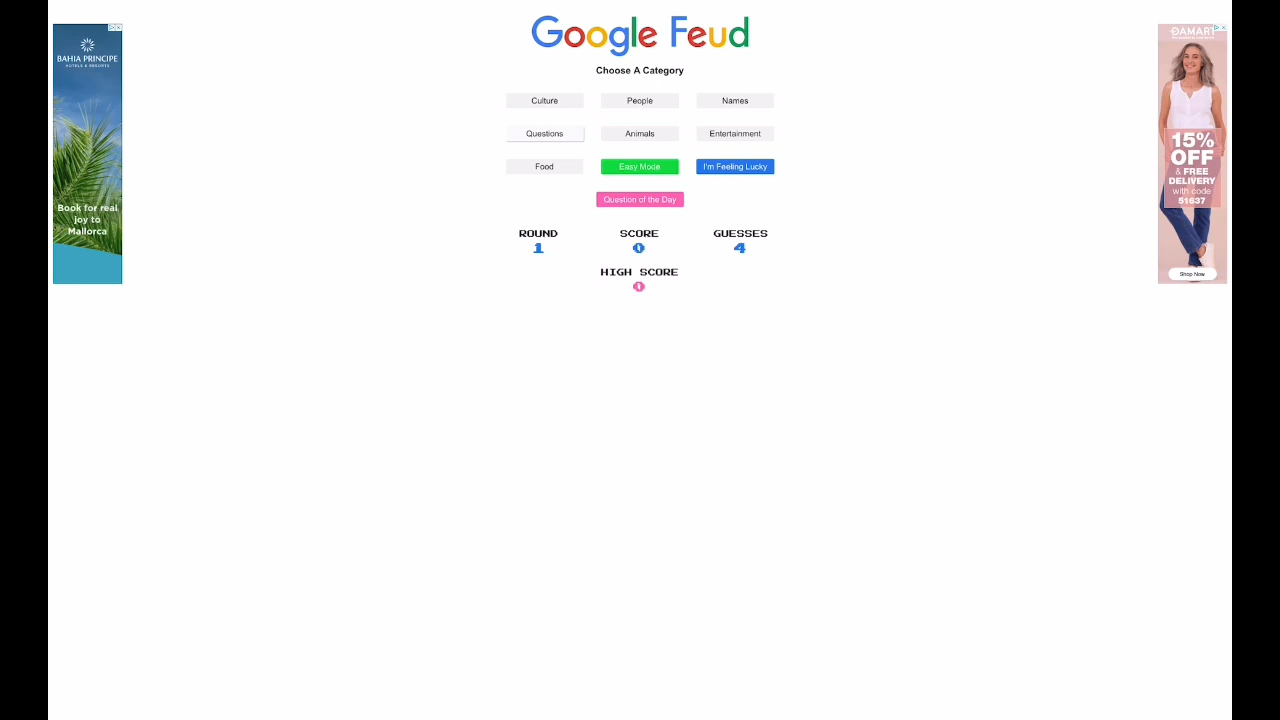 Google Feud
Choose A Category
Culture
People
Names
Questions
Animals
Entertainment
Food
Easy Mode
I'm Feeling Lucky
Question of the Day
ROUND
1
SCORE
0
GUESSES
4
HIGH SCORE
0
BAHIA PRINCIPE
HOTELS & RESORTS
Book for real
joy to
Mallorca
DAMART
15%
OFF
& FREE
DELIVERY
with code
51637
Shop Now